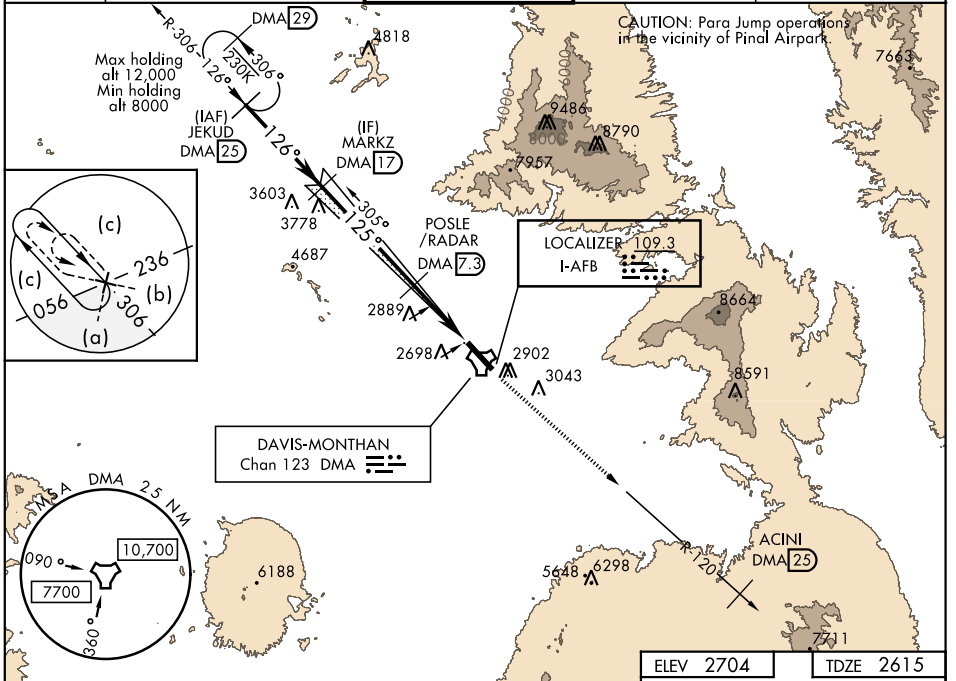 DMA 29
R-306
126°
306°
230K
4818
CAUTION: Para Jump operations
in the vicinity of Pinal Airpark
7663
Max holding
alt 12,000
Min holding
alt 8000
(IAF)
JEKUD
DMA 25
126°
(IF)
MARKZ
DMA 17
6000
9486
8000
8790
7957
3603
3778
305°
125°
POSLE
/RADAR
DMA 7.3
LOCALIZER 109.3
I-AFB
4687
(c)
(c)
236
056
(b)
306
(a)
2889
8664
2698
2902
3043
8591
DAVIS-MONTHAN
Chan 123 DMA
MSA DMA 25 NM
090°
10,700
7700
360°
6188
5648
6298
R-120
ACINI
DMA 25
7711
ELEV 2704
TDZE 2615